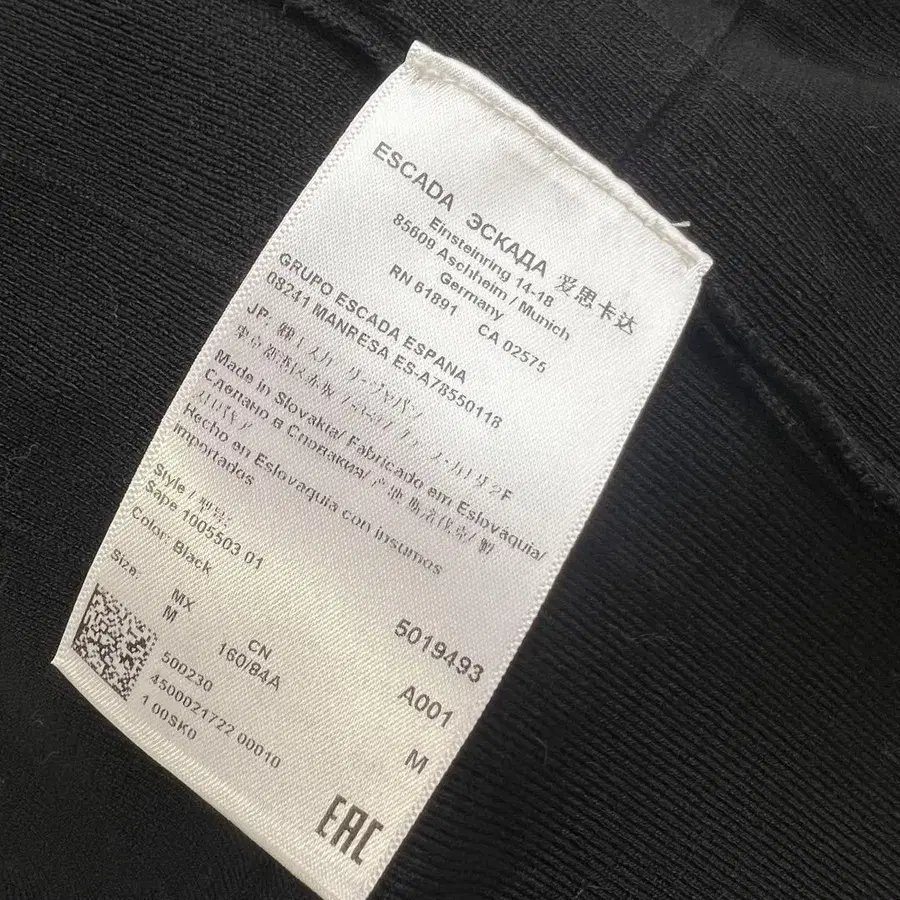 ESCADA ЭСКАДА 爱思卡达
Einsteinring 14-18
85609 Aschheim / Munich
Germany
RN 61891 CA 02575
GRUPO ESCADA ESPANA
08241 MANRESA ES-A78550118
JP:
Made in Slovakia/ Fabricado em Eslováquia/
Сделано в Словакия/
Hecho en Eslovaquia con insumos
importados
Style /
Sape 1005503 01
5019493
Color: Black
A001
Size:
M
MX
M
CN
160/84A
500230
4500021722 00010
1 00SK0
EAC